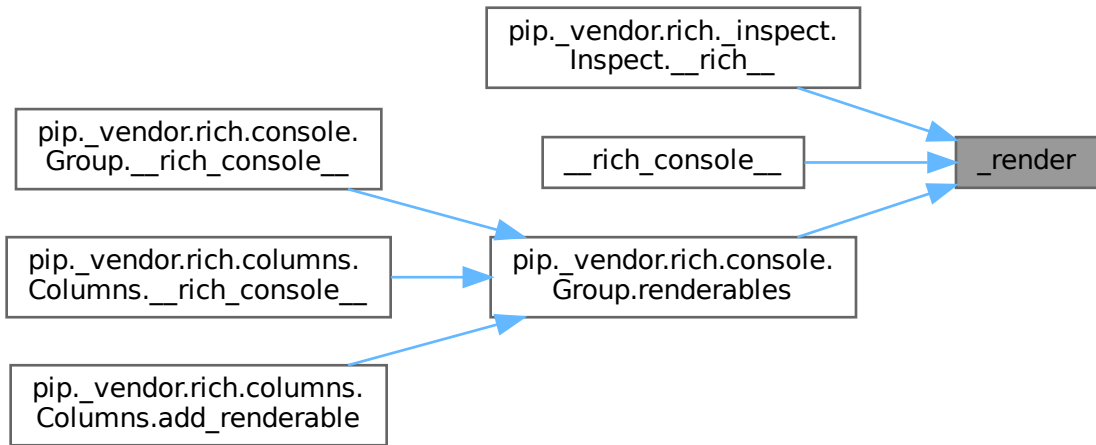 pip._vendor.rich._inspect.
Inspect.__rich__
pip._vendor.rich.console.
Group.__rich_console__
__rich_console__
_render
pip._vendor.rich.columns.
Columns.__rich_console__
pip._vendor.rich.console.
Group.renderables
pip._vendor.rich.columns.
Columns.add_renderable